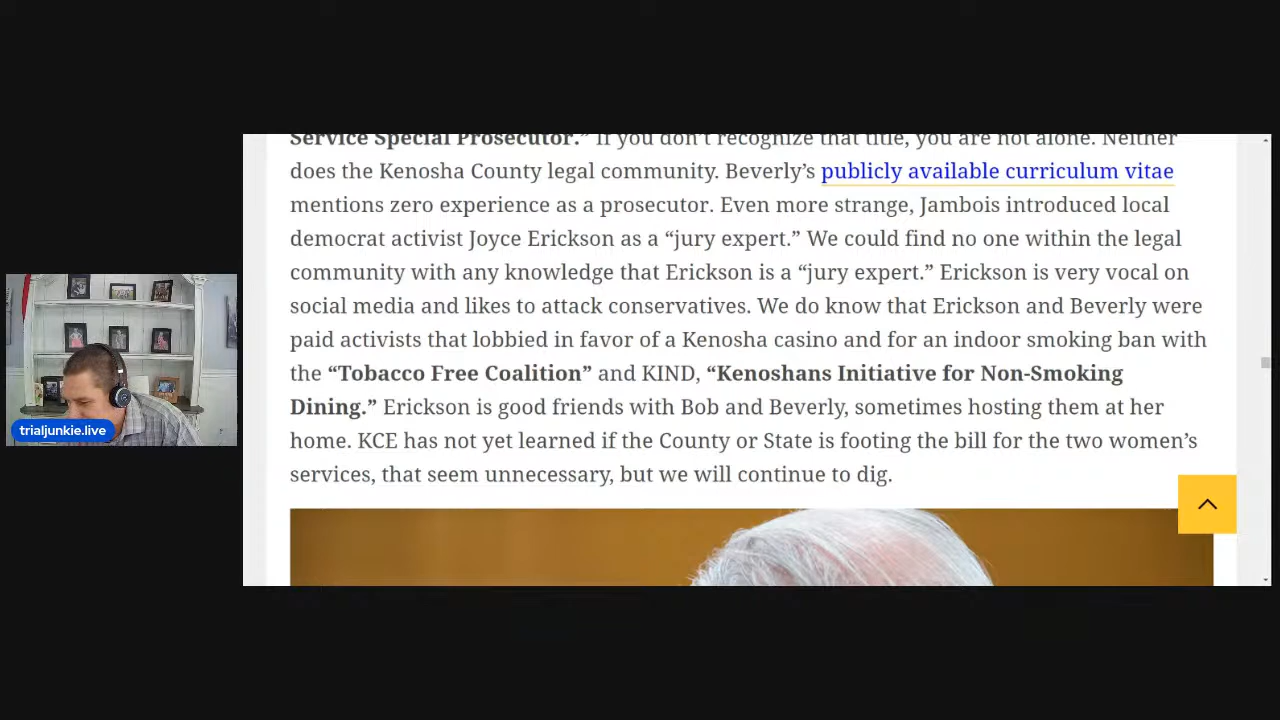 Service Special Prosecutor.” If you don’t recognize that title, you are not alone. Neither
does the Kenosha County legal community. Beverly’s publicly available curriculum vitae
mentions zero experience as a prosecutor. Even more strange, Jambois introduced local
democrat activist Joyce Erickson as a “jury expert.” We could find no one within the legal
community with any knowledge that Erickson is a “jury expert.” Erickson is very vocal on
social media and likes to attack conservatives. We do know that Erickson and Beverly were
paid activists that lobbied in favor of a Kenosha casino and for an indoor smoking ban with
the “Tobacco Free Coalition” and KIND, “Kenoshans Initiative for Non-Smoking
Dining.” Erickson is good friends with Bob and Beverly, sometimes hosting them at her
home. KCE has not yet learned if the County or State is footing the bill for the two women’s
services, that seem unnecessary, but we will continue to dig.
trialjunkie.live